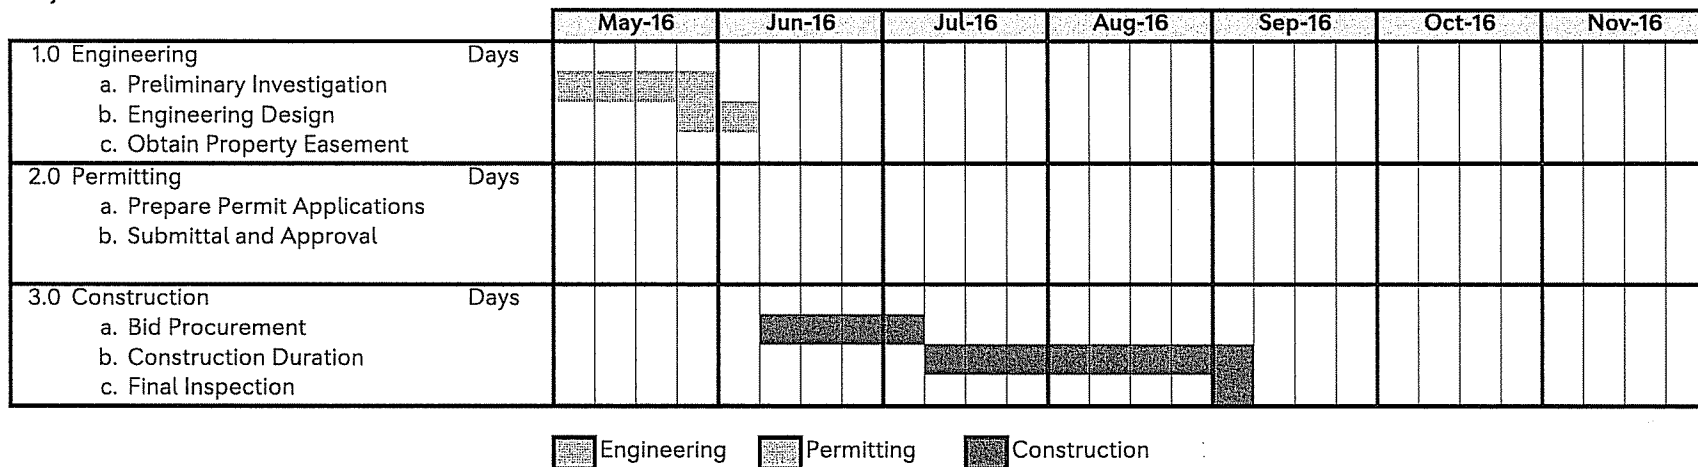 May-16 Jun-16 Jul-16 Aug-16 Sep-16 Oct-16 Nov-16
1.0 Engineering Days
a. Preliminary Investigation
b. Engineering Design
c. Obtain Property Easement
2.0 Permitting Days
a. Prepare Permit Applications
b. Submittal and Approval
3.0 Construction Days
a. Bid Procurement
b. Construction Duration
c. Final Inspection
Engineering Permitting Construction